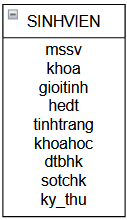 SINHVIEN
mssv
khoa
gioitinh
hedt
tinhtrang
khoahoc
dtbhk
sotchk
ky_thu